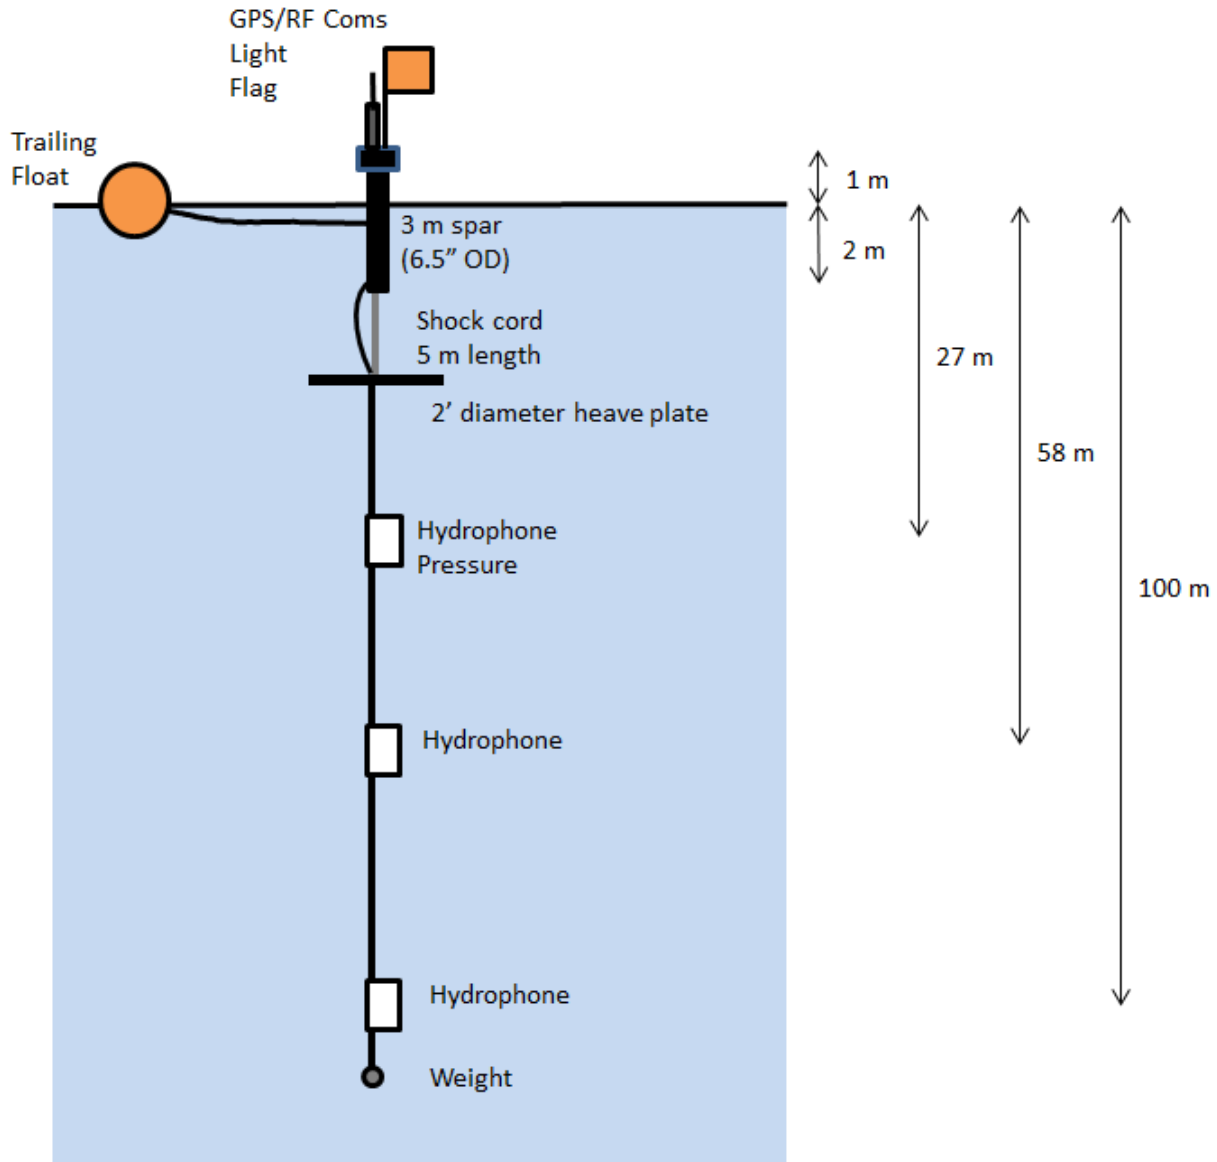 GPS/RF Coms
Light
Flag
Trailing
Float
1 m
3 m spar
(6.5” OD)
2 m
Shock cord
5 m length
27 m
2’ diameter heave plate
58 m
Hydrophone
Pressure
100 m
Hydrophone
Hydrophone
Weight